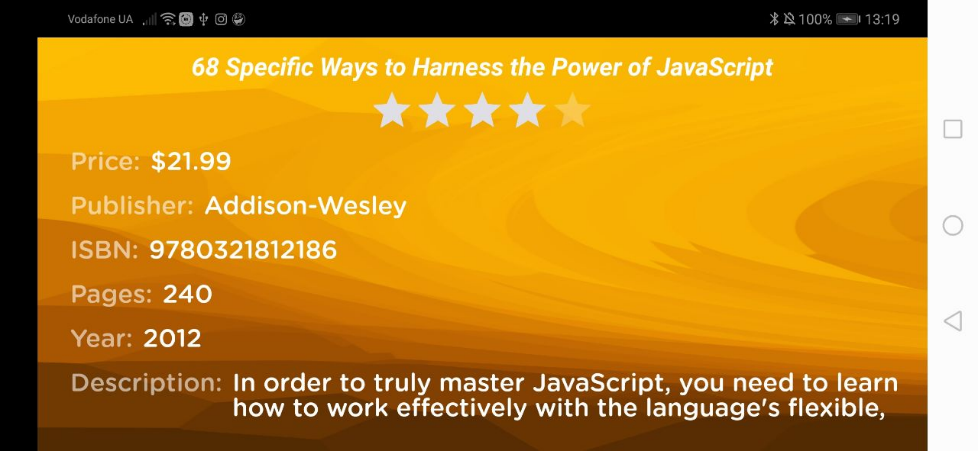 Vodafone UA 100% 13:19
68 Specific Ways to Harness the Power of JavaScript
Price: $21.99
Publisher: Addison-Wesley
ISBN: 9780321812186
Pages: 240
Year: 2012
Description: In order to truly master JavaScript, you need to learn
how to work effectively with the language's flexible,